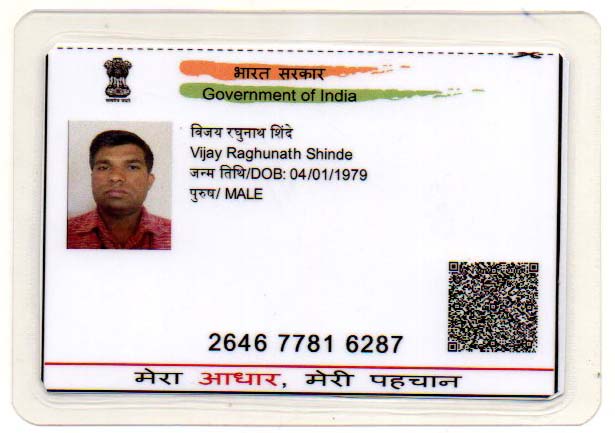 भारत सरकार
Government of India
विजय रघुनाथ शिंदे
Vijay Raghunath Shinde
जन्म तिथि/DOB: 04/01/1979
पुरुष/ MALE
2646 7781 6287
मेरा आधार, मेरी पहचान